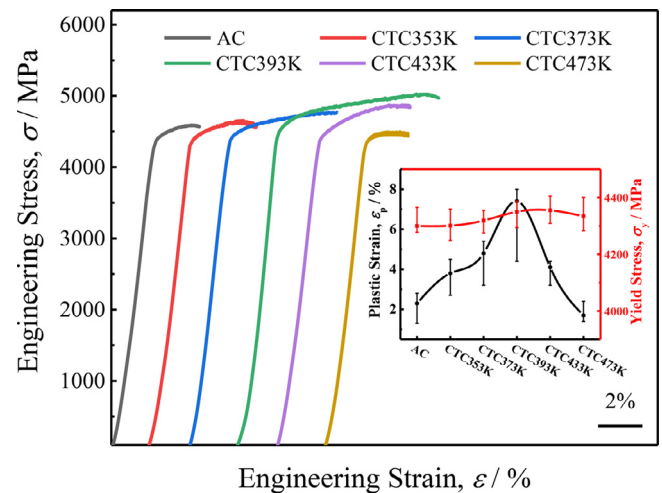 AC CTC353K CTC373K
CTC393K CTC433K CTC473K
Engineering Stress, σ / MPa
6000
5000
4000
3000
2000
1000
Engineering Strain, ε / %
2%
Plastic Strain, εp / %
8
6
4
2
0
Yield Stress, σy / MPa
4400
4200
4000
AC
CTC353K
CTC373K
CTC393K
CTC433K
CTC473K